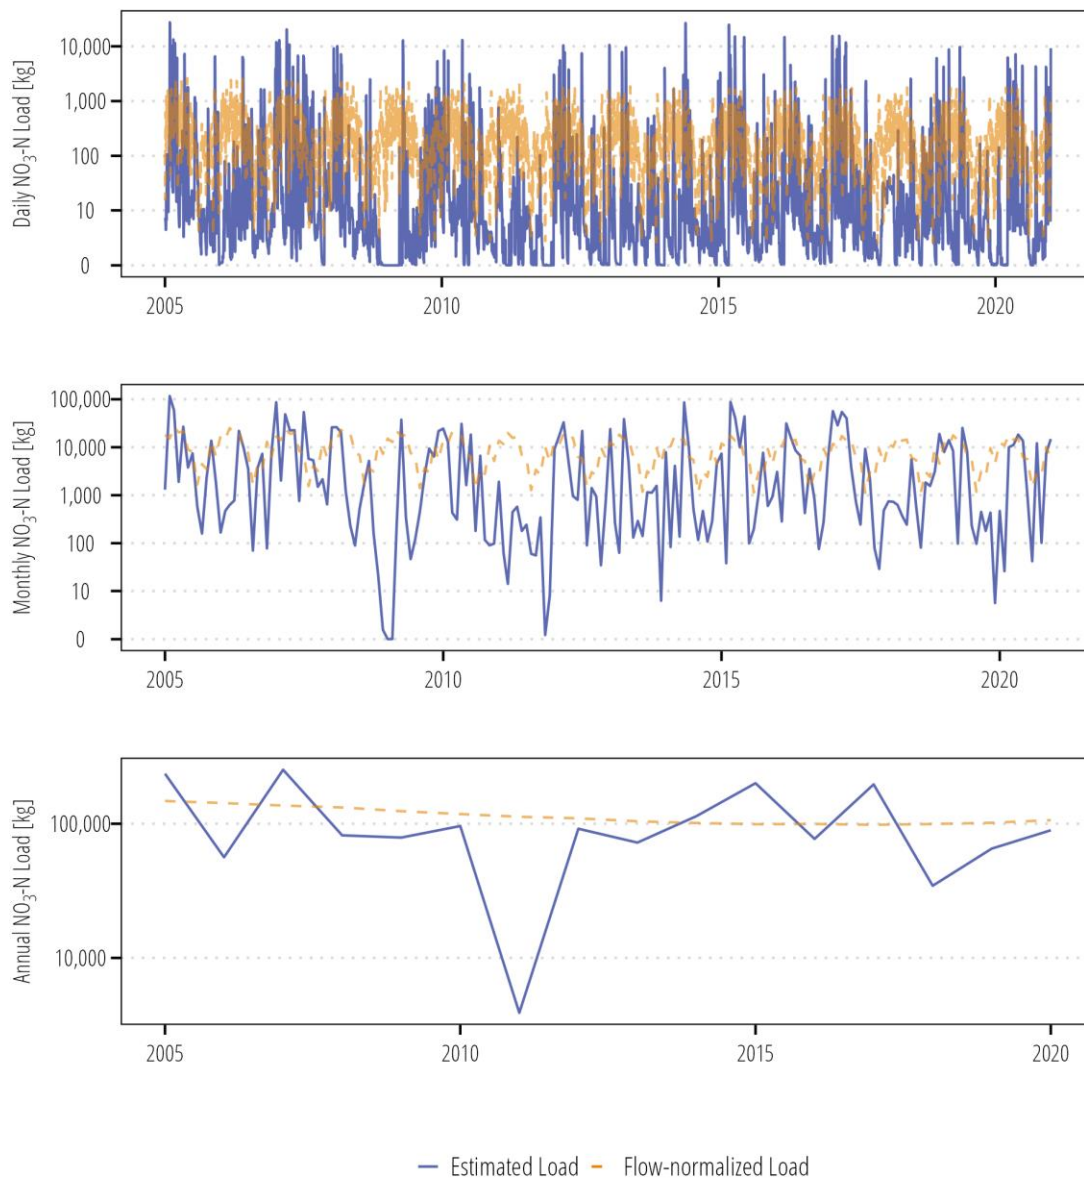 Daily NO3-N Load [kg]
10,000
1,000
100
10
0
2005 2010 2015 2020
Monthly NO3-N Load [kg]
100,000
10,000
1,000
100
10
0
2005 2010 2015 2020
Annual NO3-N Load [kg]
100,000
10,000
2005 2010 2015 2020
Estimated Load Flow-normalized Load